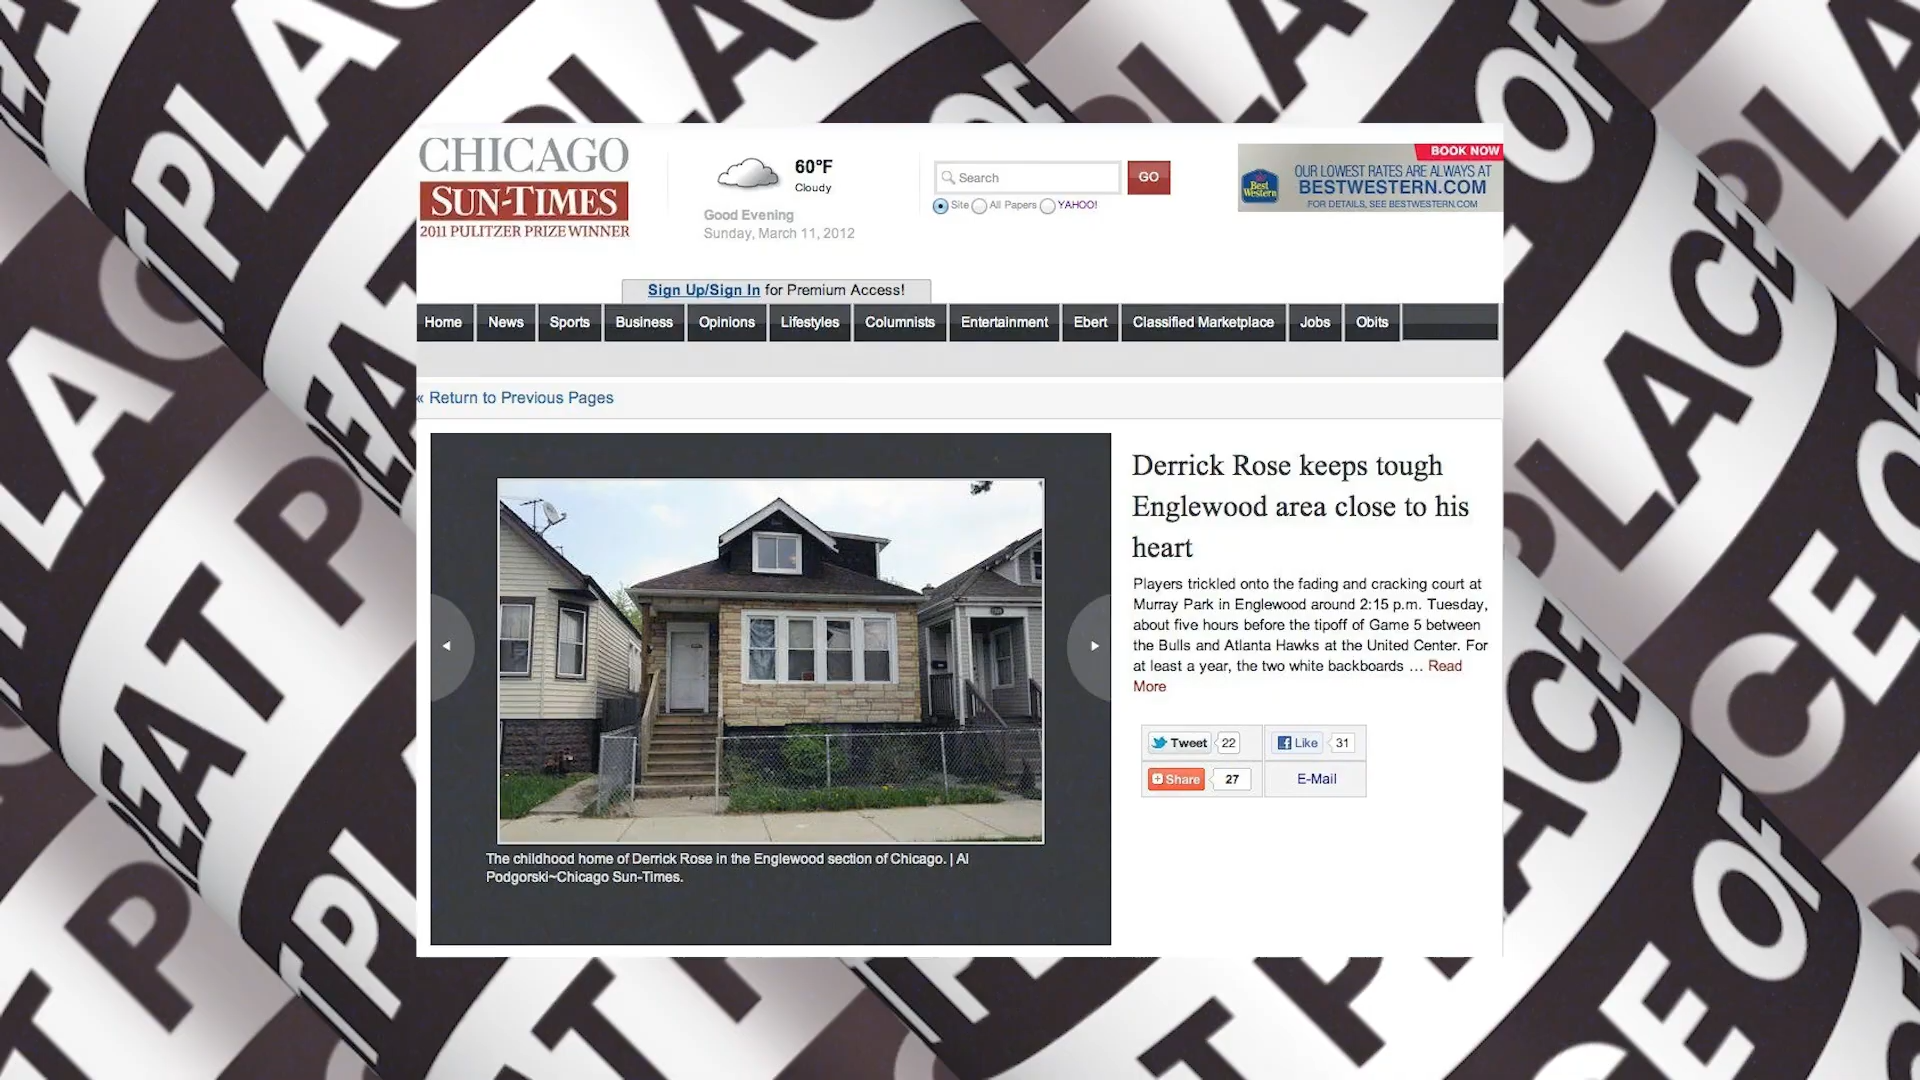 CHICAGO
SUN-TIMES
2011 PULITZER PRIZE WINNER
60°F
Cloudy
Good Evening
Sunday, March 11, 2012
Search
GO
Site All Papers YAHOO!
BOOK NOW
Best Western
OUR LOWEST RATES ARE ALWAYS AT
BESTWESTERN.COM
FOR DETAILS, SEE BESTWESTERN.COM
Sign Up/Sign In for Premium Access!
Home News Sports Business Opinions Lifestyles Columnists Entertainment Ebert Classified Marketplace Jobs Obits
« Return to Previous Pages
Derrick Rose keeps tough
Englewood area close to his
heart
Players trickled onto the fading and cracking court at
Murray Park in Englewood around 2:15 p.m. Tuesday,
about five hours before the tipoff of Game 5 between
the Bulls and Atlanta Hawks at the United Center. For
at least a year, the two white backboards ... Read
More
Tweet 22 Like 31
Share 27 E-Mail
The childhood home of Derrick Rose in the Englewood section of Chicago. | Al
Podgorski~Chicago Sun-Times.
PLACE OF
EAT PLACE
EAT PLACE OF